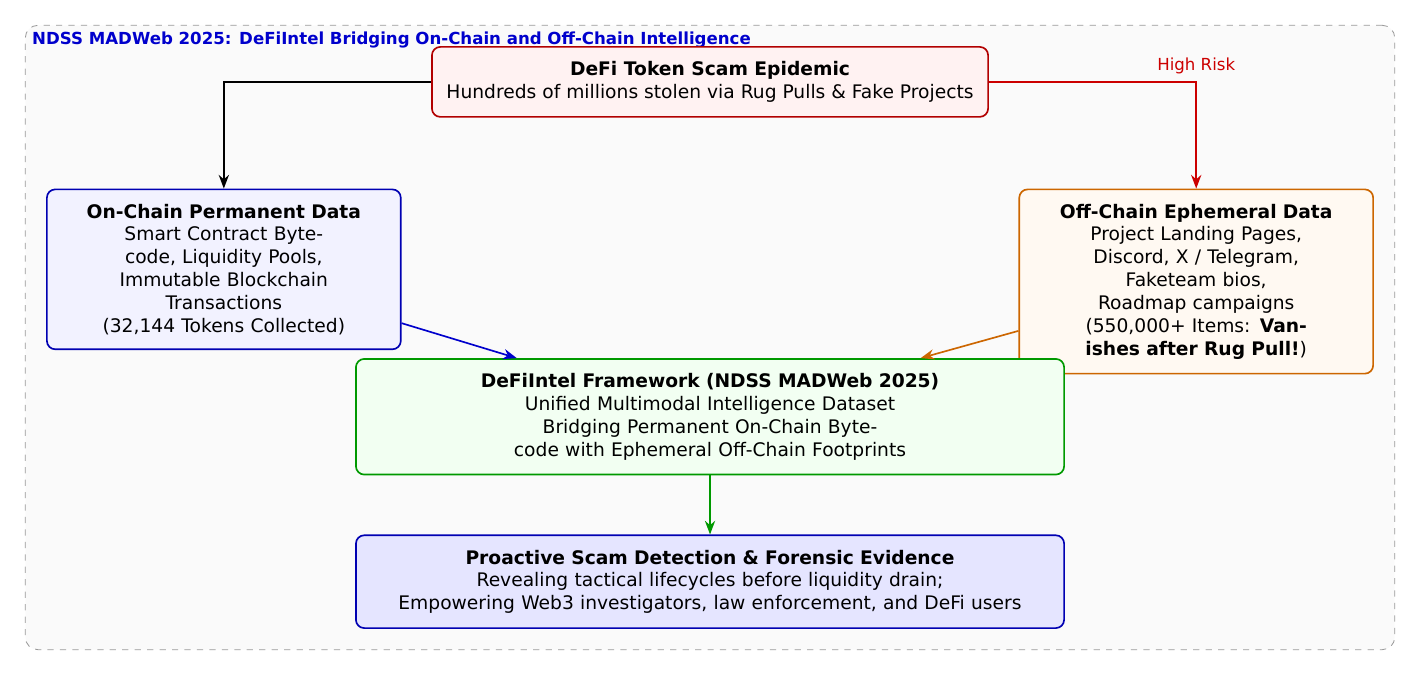 NDSS MADWeb 2025: DeFiIntel Bridging On-Chain and Off-Chain Intelligence
DeFi Token Scam Epidemic
Hundreds of millions stolen via Rug Pulls & Fake Projects
High Risk
On-Chain Permanent Data
Smart Contract Byte-
code, Liquidity Pools,
Immutable Blockchain
Transactions
(32,144 Tokens Collected)
Off-Chain Ephemeral Data
Project Landing Pages,
Discord, X / Telegram,
Faketeam bios,
Roadmap campaigns
(550,000+ Items: Van-
ishes after Rug Pull!)
DeFiIntel Framework (NDSS MADWeb 2025)
Unified Multimodal Intelligence Dataset
Bridging Permanent On-Chain Byte-
code with Ephemeral Off-Chain Footprints
Proactive Scam Detection & Forensic Evidence
Revealing tactical lifecycles before liquidity drain;
Empowering Web3 investigators, law enforcement, and DeFi users